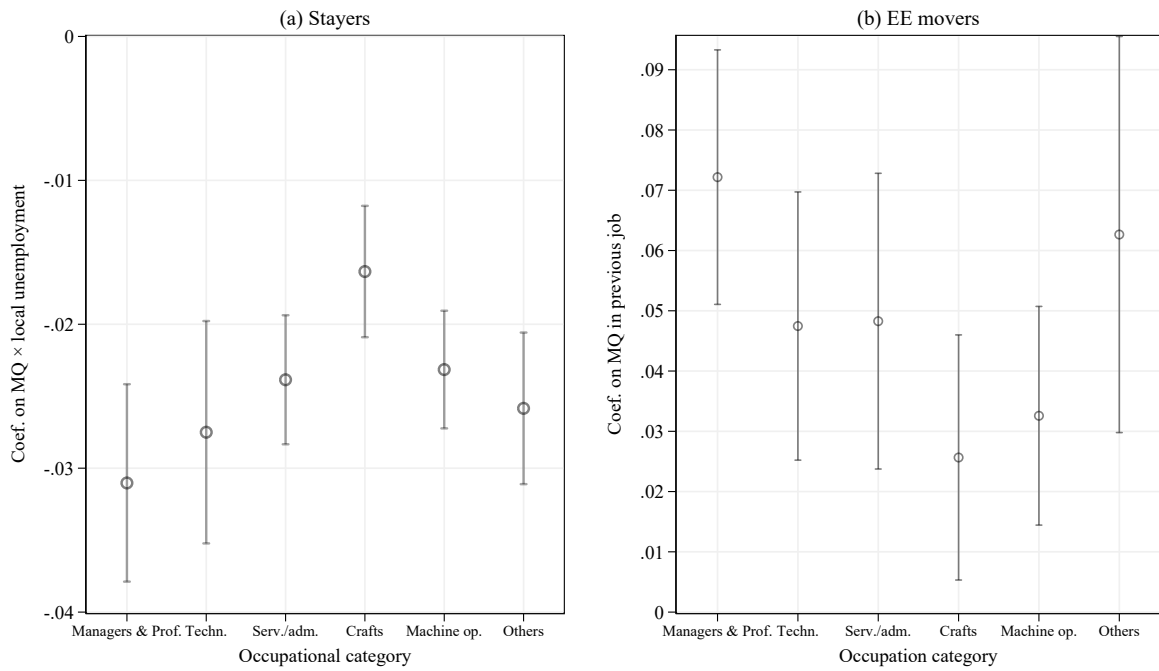 (a) Stayers
0
-.01
-.02
-.03
-.04
Coef. on MQ × local unemployment
Managers & Prof. Techn. Serv./adm. Crafts Machine op. Others
Occupational category
(b) EE movers
.09
.08
.07
.06
.05
.04
.03
.02
.01
0
Coef. on MQ in previous job
Managers & Prof. Techn. Serv./adm. Crafts Machine op. Others
Occupation category